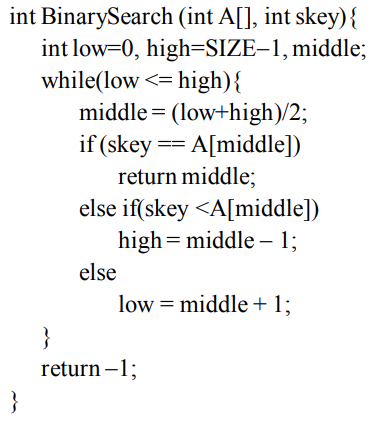 int BinarySearch (int A[], int skey){
int low=0, high=SIZE–1, middle;
while(low <= high){
middle = (low+high)/2;
if (skey == A[middle])
return middle;
else if(skey <A[middle])
high = middle – 1;
else
low = middle + 1;
}
return –1;
}